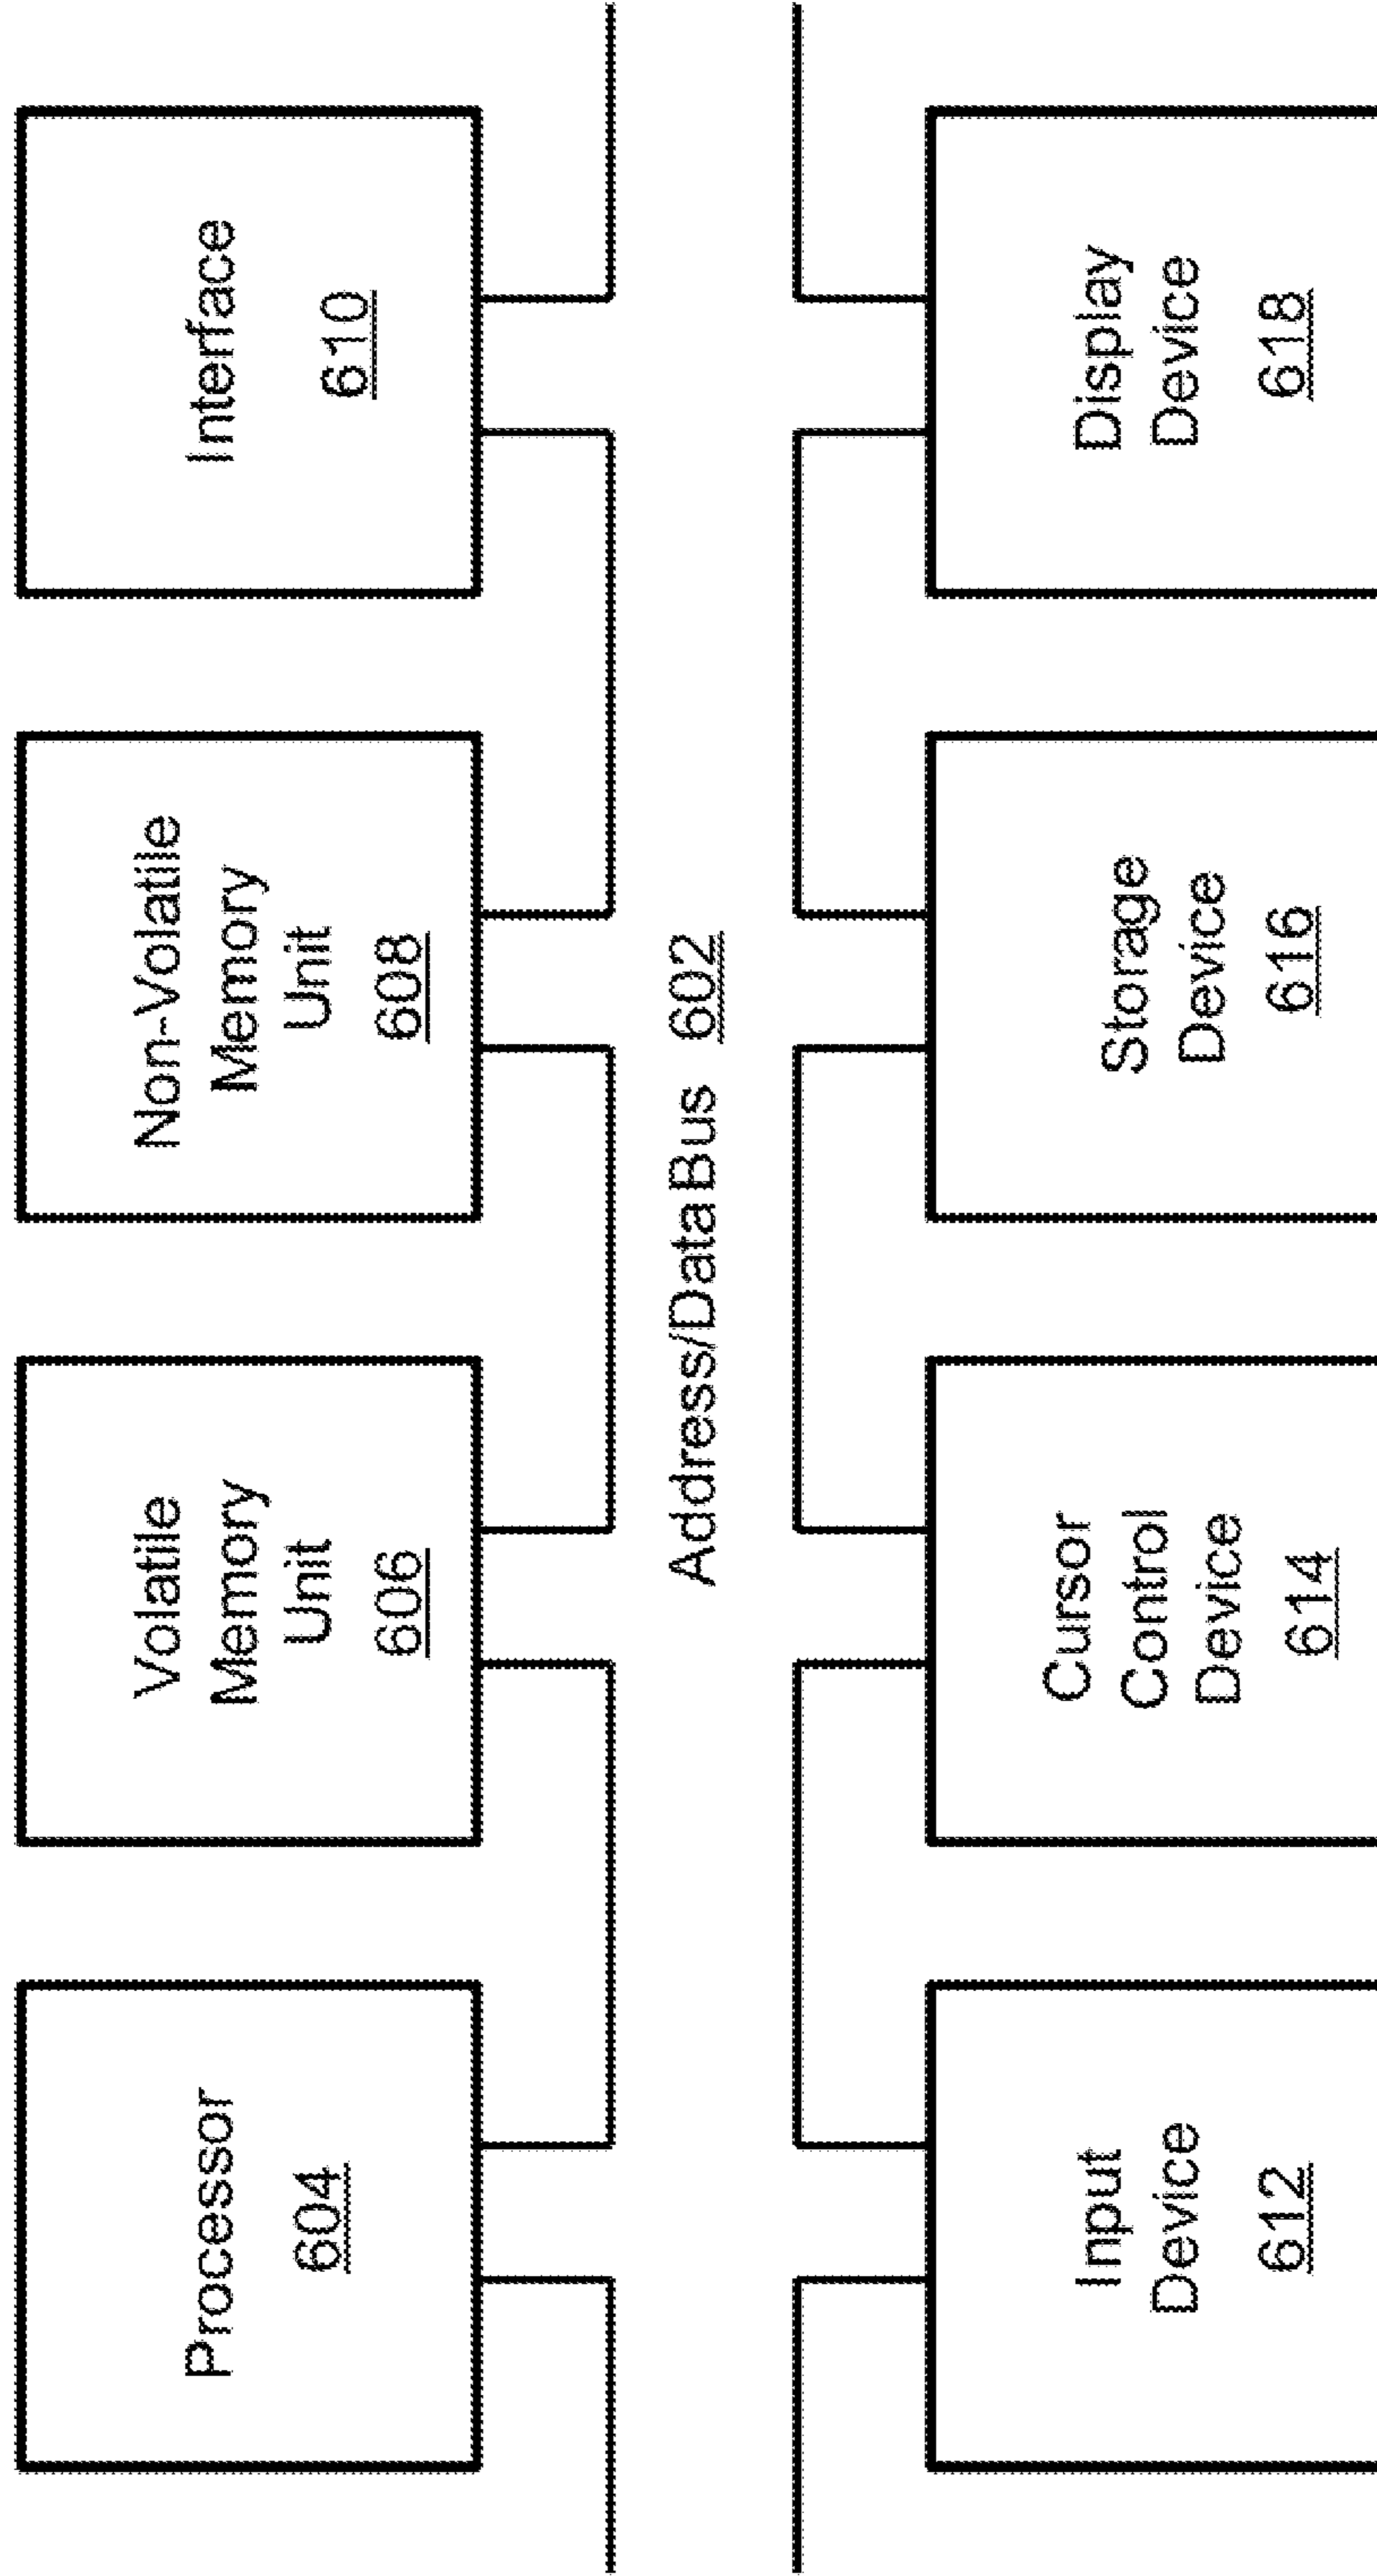 Processor
604
Volatile
Memory
Unit
606
Non-Volatile
Memory
Unit
608
Interface
610
Address/Data Bus 602
Input
Device
612
Cursor
Control
Device
614
Storage
Device
616
Display
Device
618